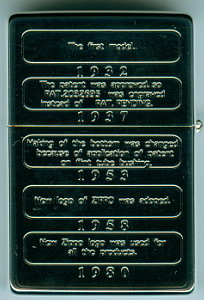 The first model.
1932
The patent was approved.so
PAT.2032695 was engraved
instead of PAT. PENDING.
1937
Making of the bottom was changed
because of application of patent
on flint tube bushing.
1953
New logo of ZIPPO was adopted.
1958
New Zippo logo was used for
all the products.
1980